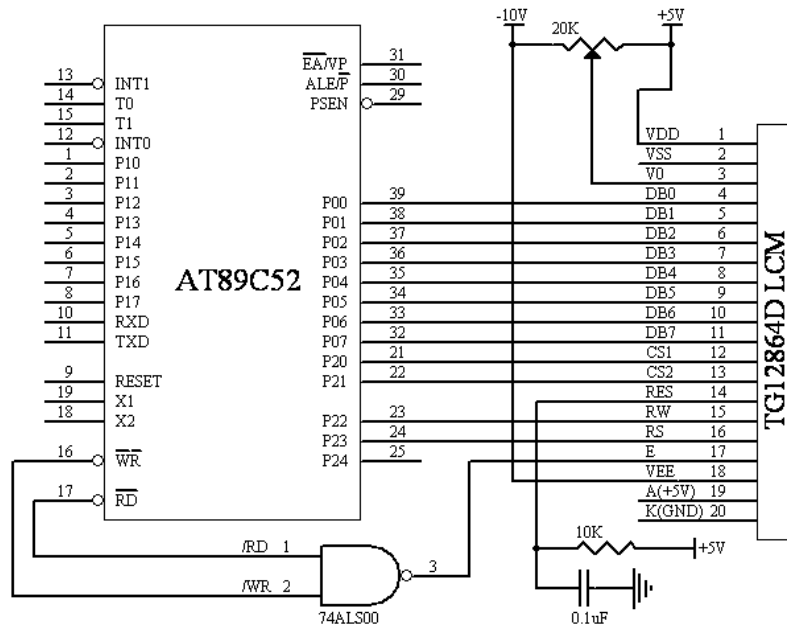 -10V
20K
+5V
AT89C52
13 INT1
14 T0
15 T1
12 INT0
1 P10
2 P11
3 P12
4 P13
5 P14
6 P15
7 P16
8 P17
10 RXD
11 TXD
9 RESET
19 X1
18 X2
16 W̅R̅
17 R̅D̅
E̅A̅/VP 31
ALE/P̅ 30
PSEN 29
P00 39
P01 38
P02 37
P03 36
P04 35
P05 34
P06 33
P07 32
P20 21
P21 22
P22 23
P23 24
P24 25
VDD 1
VSS 2
V0 3
DB0 4
DB1 5
DB2 6
DB3 7
DB4 8
DB5 9
DB6 10
DB7 11
CS1 12
CS2 13
RES 14
RW 15
RS 16
E 17
VEE 18
A(+5V) 19
K(GND) 20
TG12864D LCM
/RD 1
/WR 2
3
74ALS00
10K
+5V
0.1uF